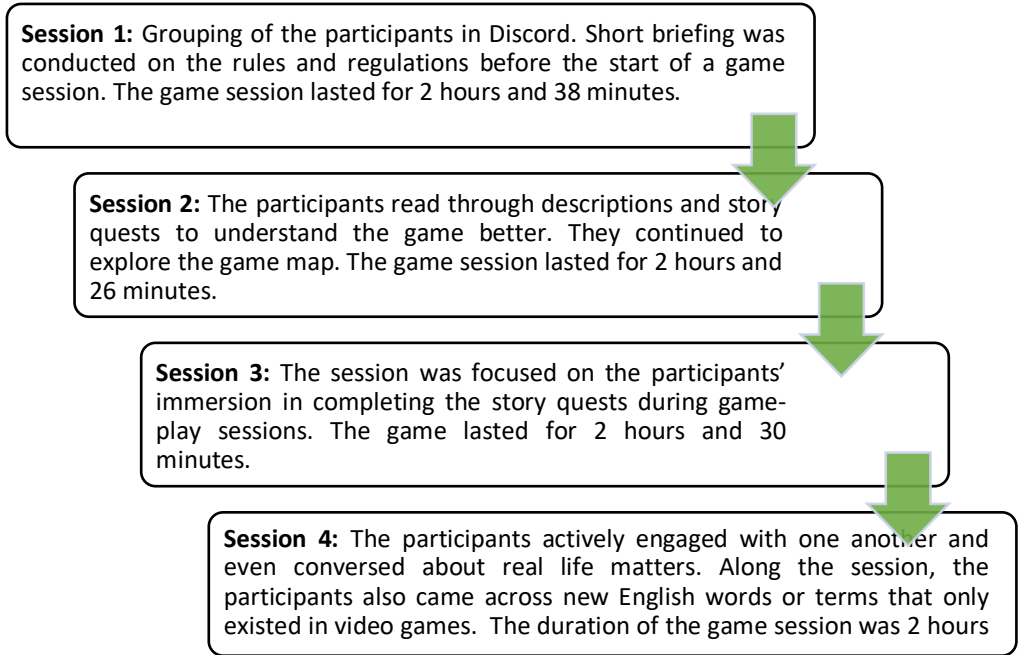 Session 1: Grouping of the participants in Discord. Short briefing was
conducted on the rules and regulations before the start of a game
session. The game session lasted for 2 hours and 38 minutes.
Session 2: The participants read through descriptions and story
quests to understand the game better. They continued to
explore the game map. The game session lasted for 2 hours and
26 minutes.
Session 3: The session was focused on the participants’
immersion in completing the story quests during game-
play sessions. The game lasted for 2 hours and 30
minutes.
Session 4: The participants actively engaged with one another and
even conversed about real life matters. Along the session, the
participants also came across new English words or terms that only
existed in video games. The duration of the game session was 2 hours